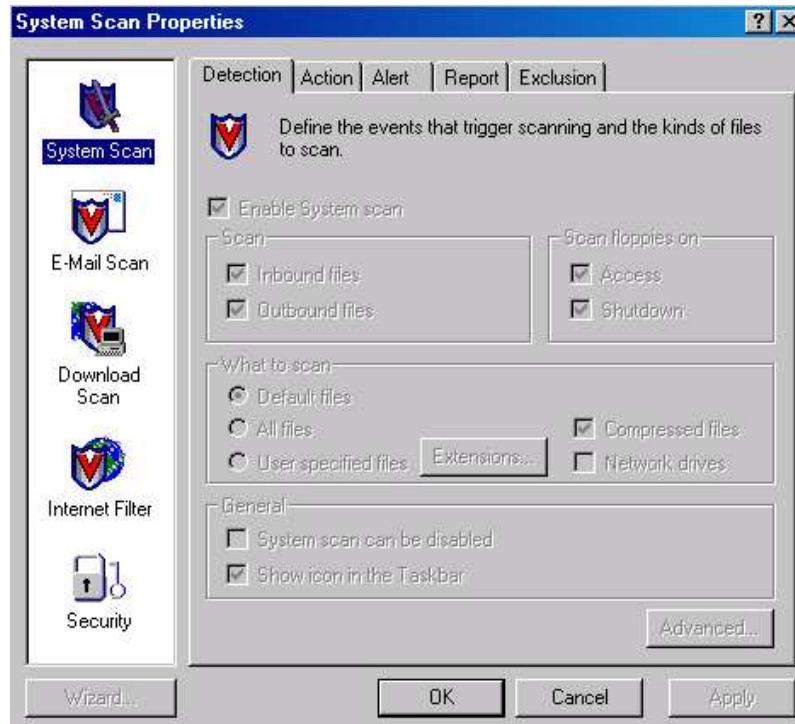 System Scan Properties
System Scan
E-Mail Scan
Download
Scan
Internet Filter
Security
Detection Action Alert Report Exclusion
Define the events that trigger scanning and the kinds of files
to scan.
Enable System scan
Scan
Inbound files
Outbound files
Scan floppies on
Access
Shutdown
What to scan
Default files
All files
User specified files
Extensions...
Compressed files
Network drives
General
System scan can be disabled
Show icon in the Taskbar
Advanced...
Wizard... OK Cancel Apply